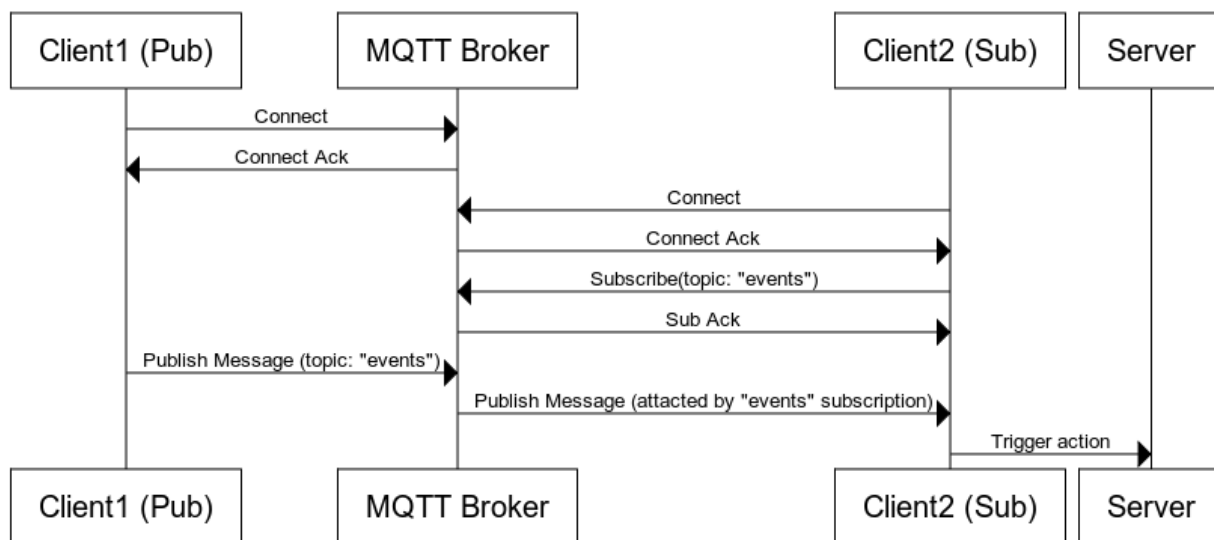 Client1 (Pub)
MQTT Broker
Client2 (Sub)
Server
Connect
Connect Ack
Connect
Connect Ack
Subscribe(topic: "events")
Sub Ack
Publish Message (topic: "events")
Publish Message (attacted by "events" subscription)
Trigger action
Client1 (Pub)
MQTT Broker
Client2 (Sub)
Server